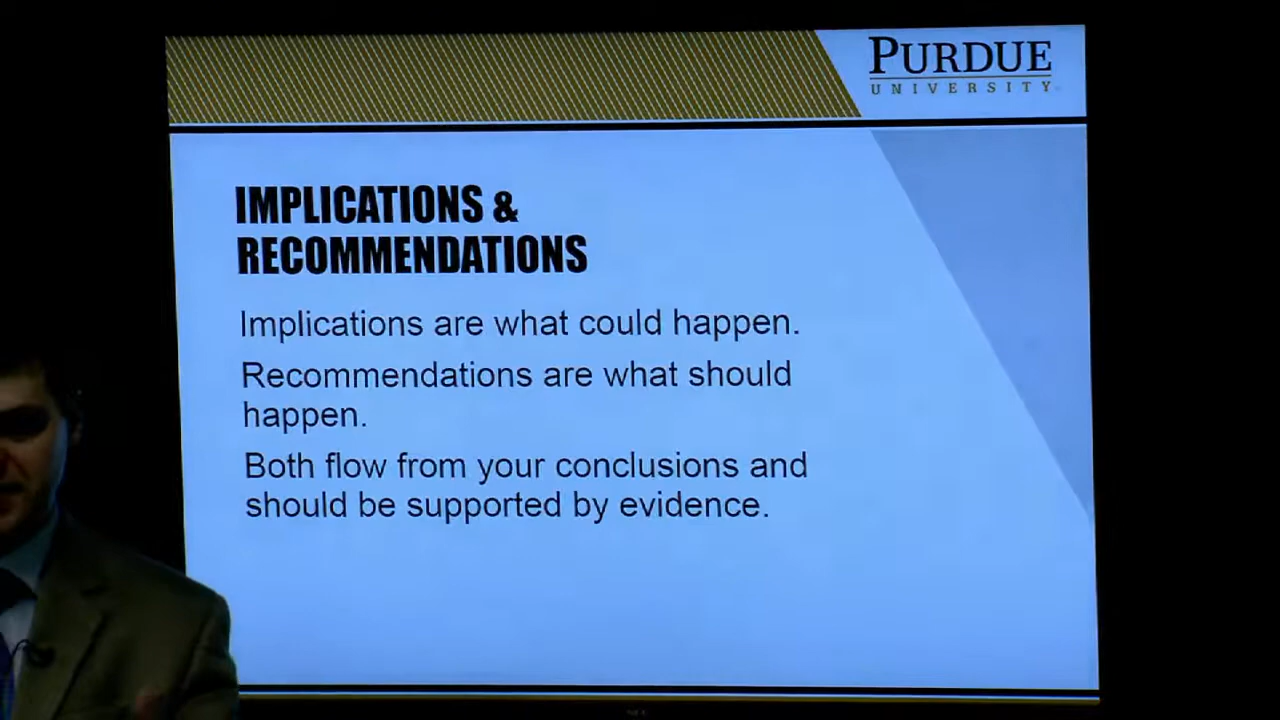 PURDUE
UNIVERSITY
IMPLICATIONS &
RECOMMENDATIONS
Implications are what could happen.
Recommendations are what should
happen.
Both flow from your conclusions and
should be supported by evidence.